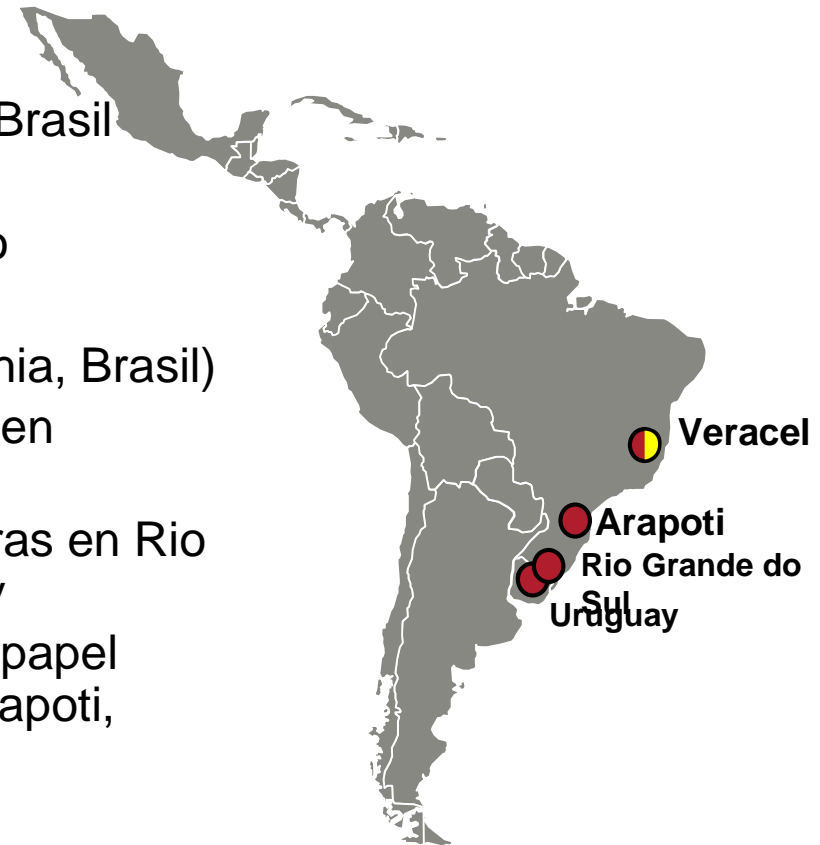 Brasil
o
nia, Brasil)
en
ras en Rio
y
papel
apoti,
Veracel
Arapoti
Rio Grande do
Sul
Uruguay